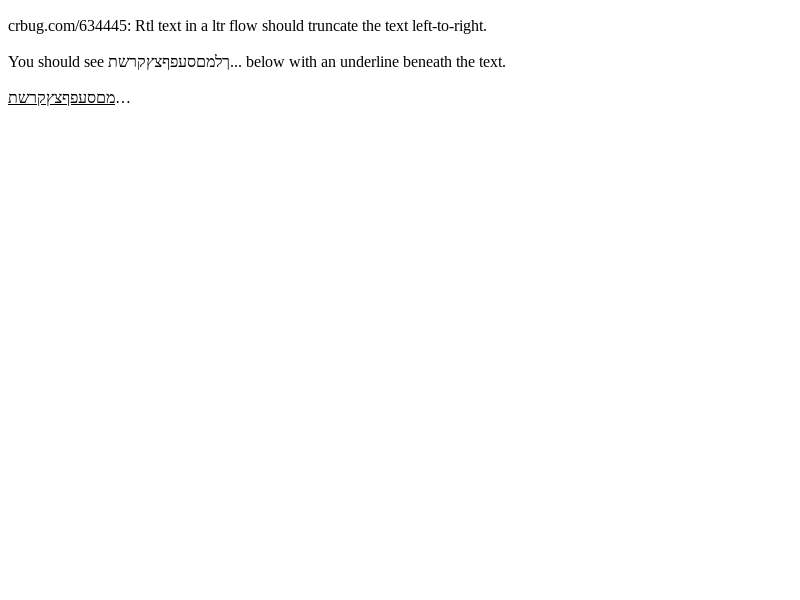 crbug.com/634445: Rtl text in a ltr flow should truncate the text left-to-right.
You should see ךלמםסעפףצץקרשת... below with an underline beneath the text.
מםסעפףצץקרשת…